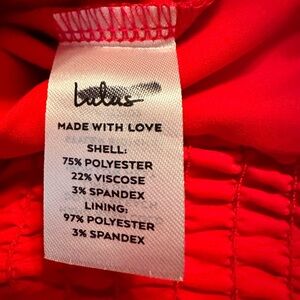 Lulus
MADE WITH LOVE
SHELL:
75% POLYESTER
22% VISCOSE
3% SPANDEX
LINING:
97% POLYESTER
3% SPANDEX